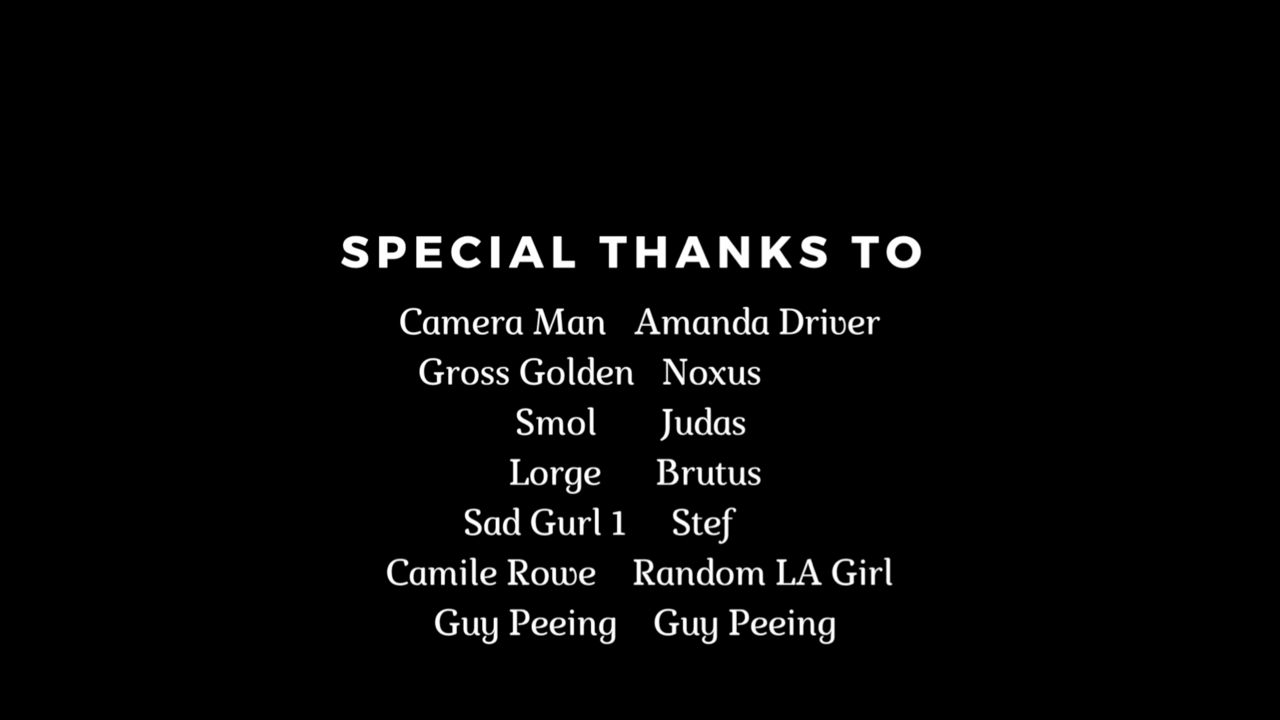 SPECIAL THANKS TO
Camera Man Amanda Driver
Gross Golden Noxus
Smol Judas
Lorge Brutus
Sad Gurl 1 Stef
Camile Rowe Random LA Girl
Guy Peeing Guy Peeing